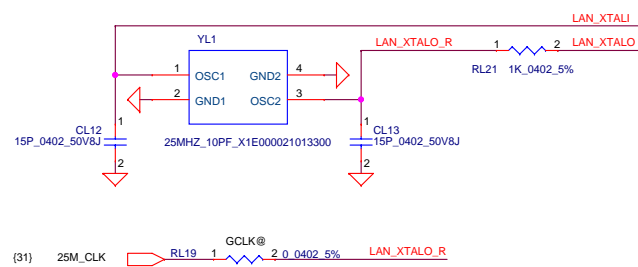 LAN_XTALI
YL1
LAN_XTALO_R 1 2 LAN_XTALO
RL21 1K_0402_5%
1 OSC1 GND2 4
2 GND1 OSC2 3
1 1
CL12 CL13
15P_0402_50V8J 25MHZ_10PF_X1E000021013300 15P_0402_50V8J
2 2
GCLK@
{31} 25M_CLK RL19 1 2 0_0402_5% LAN_XTALO_R